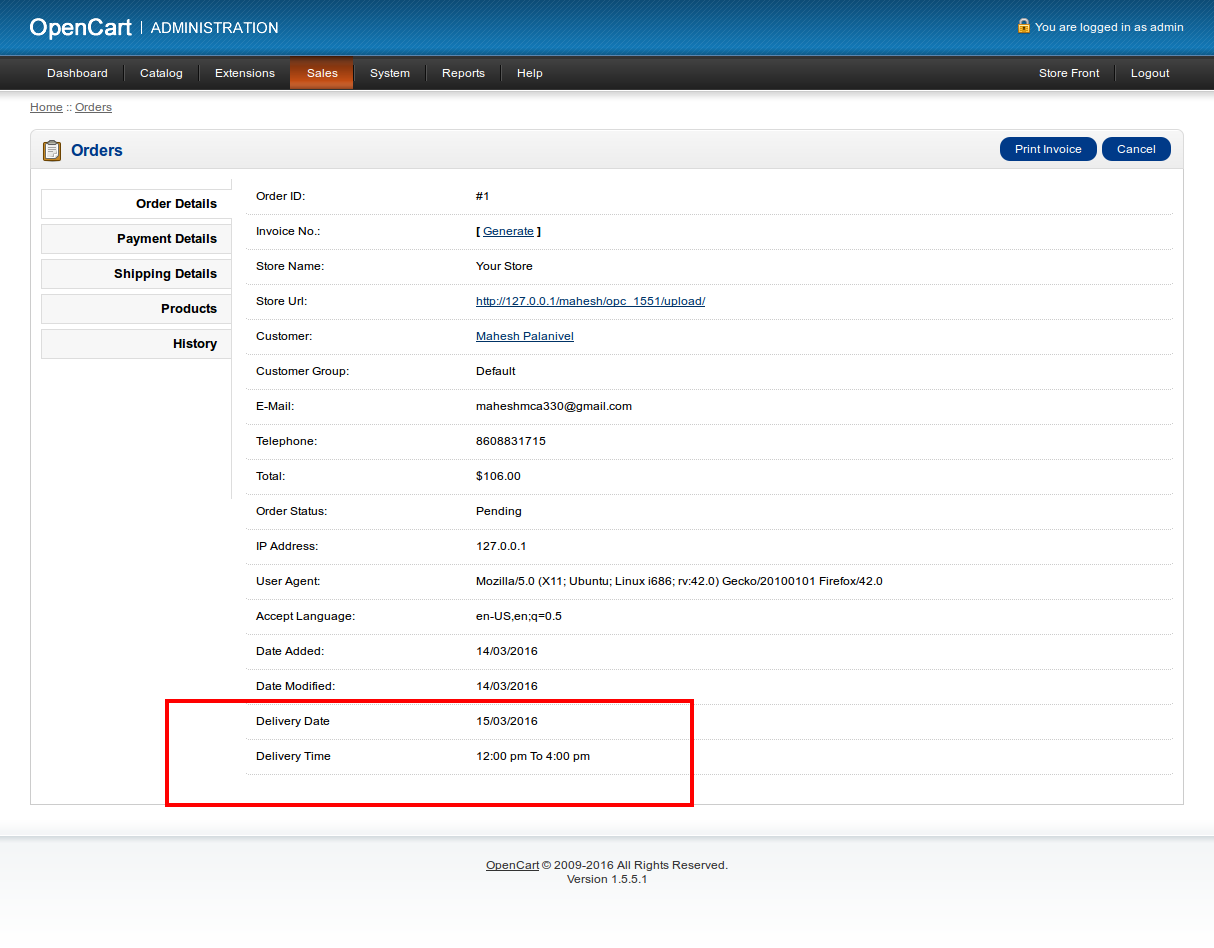 OpenCart | ADMINISTRATION
You are logged in as admin
Dashboard Catalog Extensions Sales System Reports Help Store Front Logout
Home :: Orders
Orders
Print Invoice Cancel
Order Details
Payment Details
Shipping Details
Products
History
Order ID: #1
Invoice No.: [ Generate ]
Store Name: Your Store
Store Url: http://127.0.0.1/mahesh/opc_1551/upload/
Customer: Mahesh Palanivel
Customer Group: Default
E-Mail: maheshmca330@gmail.com
Telephone: 8608831715
Total: $106.00
Order Status: Pending
IP Address: 127.0.0.1
User Agent: Mozilla/5.0 (X11; Ubuntu; Linux i686; rv:42.0) Gecko/20100101 Firefox/42.0
Accept Language: en-US,en;q=0.5
Date Added: 14/03/2016
Date Modified: 14/03/2016
Delivery Date 15/03/2016
Delivery Time 12:00 pm To 4:00 pm
OpenCart © 2009-2016 All Rights Reserved.
Version 1.5.5.1